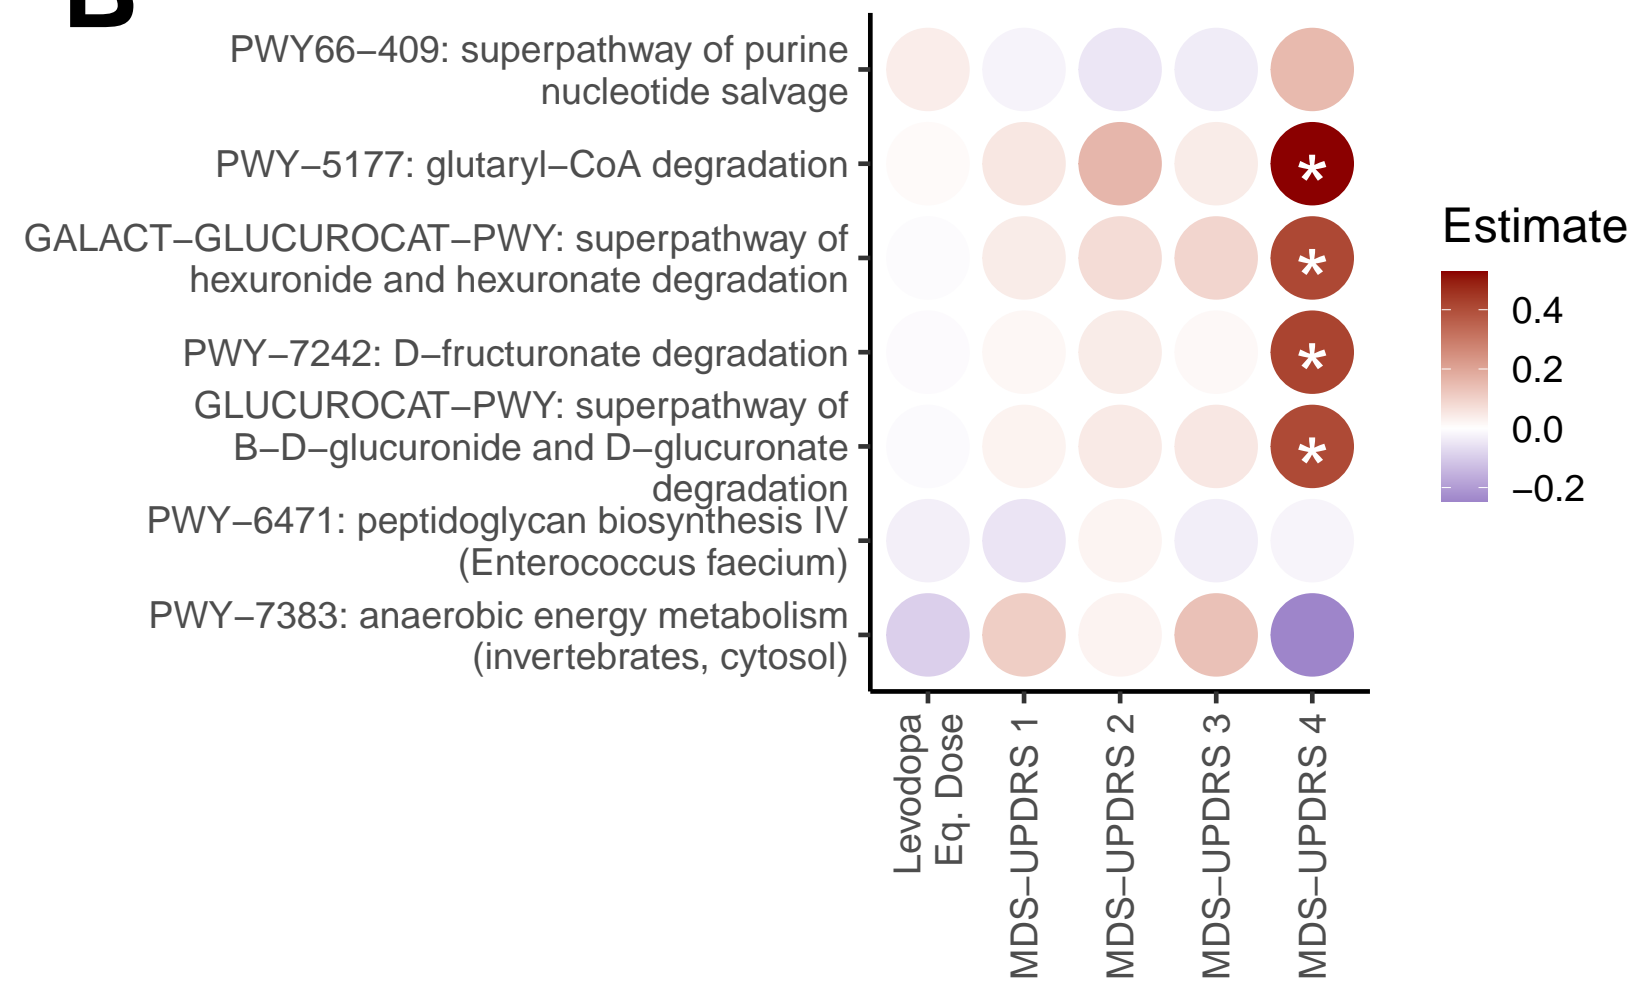 B
PWY66–409: superpathway of purine
nucleotide salvage
PWY–5177: glutaryl–CoA degradation
GALACT–GLUCUROCAT–PWY: superpathway of
hexuronide and hexuronate degradation
PWY–7242: D–fructuronate degradation
GLUCUROCAT–PWY: superpathway of
B–D–glucuronide and D–glucuronate
degradation
PWY–6471: peptidoglycan biosynthesis IV
(Enterococcus faecium)
PWY–7383: anaerobic energy metabolism
(invertebrates, cytosol)
*
*
*
*
Levodopa
Eq. Dose
MDS–UPDRS 1
MDS–UPDRS 2
MDS–UPDRS 3
MDS–UPDRS 4
Estimate
0.4
0.2
0.0
–0.2